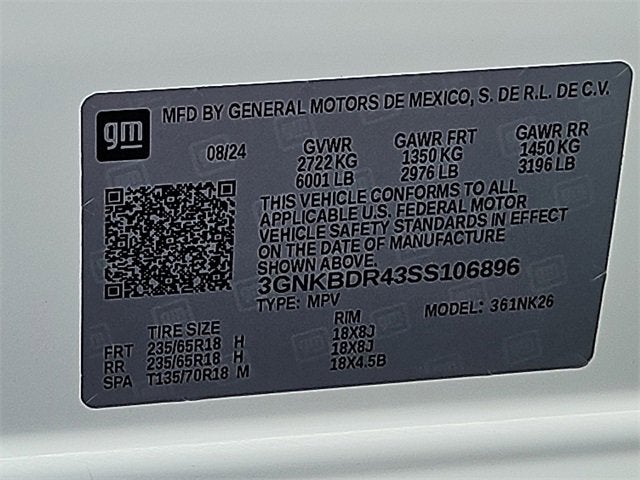 gm
MFD BY GENERAL MOTORS DE MEXICO, S. DE R.L. DE C.V.
08/24
GVWR GAWR FRT GAWR RR
2722 KG 1350 KG 1450 KG
6001 LB 2976 LB 3196 LB
THIS VEHICLE CONFORMS TO ALL
APPLICABLE U.S. FEDERAL MOTOR
VEHICLE SAFETY STANDARDS IN EFFECT
ON THE DATE OF MANUFACTURE
SHOWN ABOVE.
3GNKBDR43SS106896
TYPE: MPV MODEL: 361NK26
TIRE SIZE RIM
FRT 235/65R18 H 18X8J
RR 235/65R18 H 18X8J
SPA T135/70R18 M 18X4.5B